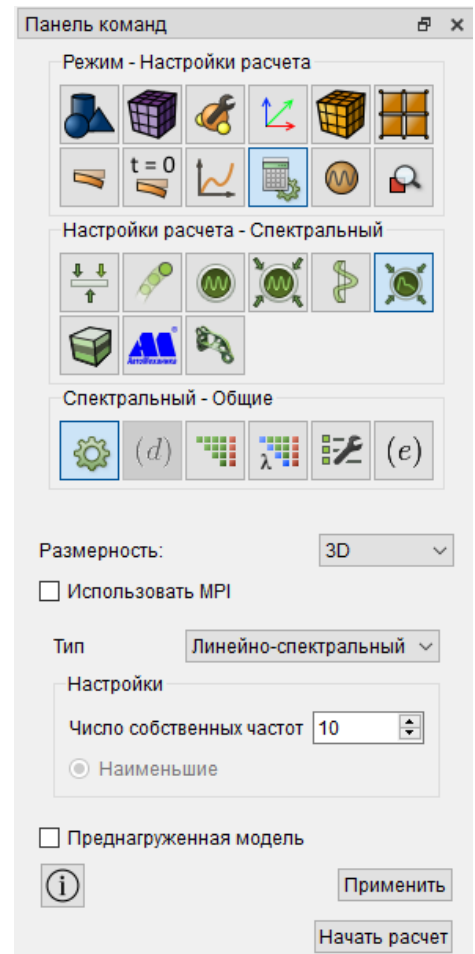 Панель команд
Режим - Настройки расчета
t = 0
Настройки расчета - Спектральный
АвтоМеханика
Спектральный - Общие
(d)
λ
(e)
Размерность: 3D
Использовать MPI
Тип Линейно-спектральный
Настройки
Число собственных частот 10
Наименьшие
Преднагруженная модель
i
Применить
Начать расчет